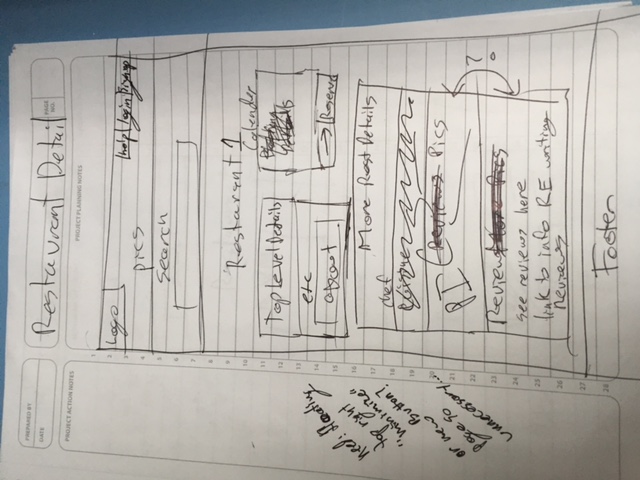 PREPARED BY
DATE
Restaurant Detail
PAGE NO.
PROJECT ACTION NOTES
PROJECT PLANNING NOTES
1
2
3
4
5
6
7
8
9
10
11
12
13
14
15
16
17
18
19
20
21
22
23
24
25
26
27
28
Logo
help login signup
pics
search
Restaurant 1
Calender
Top Level Details
etc
about
→ Reserve
More Rest Details
chef
Cuisine
Reviews Pics
Reviews More Pics
see reviews here
link to info RE writing
Reviews
?
Footer
need: floating
top right
"minimize"
Button?
or new
page so
unnecessary...